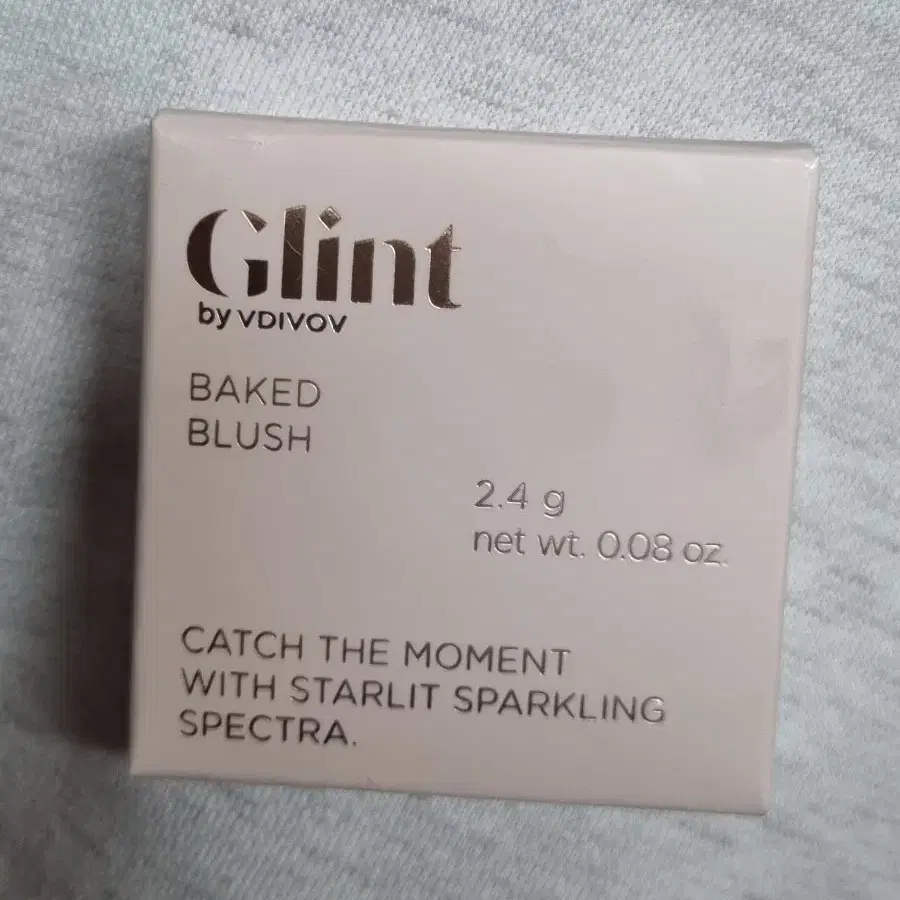 Glint
by VDIVOV
BAKED
BLUSH
2.4 g
net wt. 0.08 oz.
CATCH THE MOMENT
WITH STARLIT SPARKLING
SPECTRA.